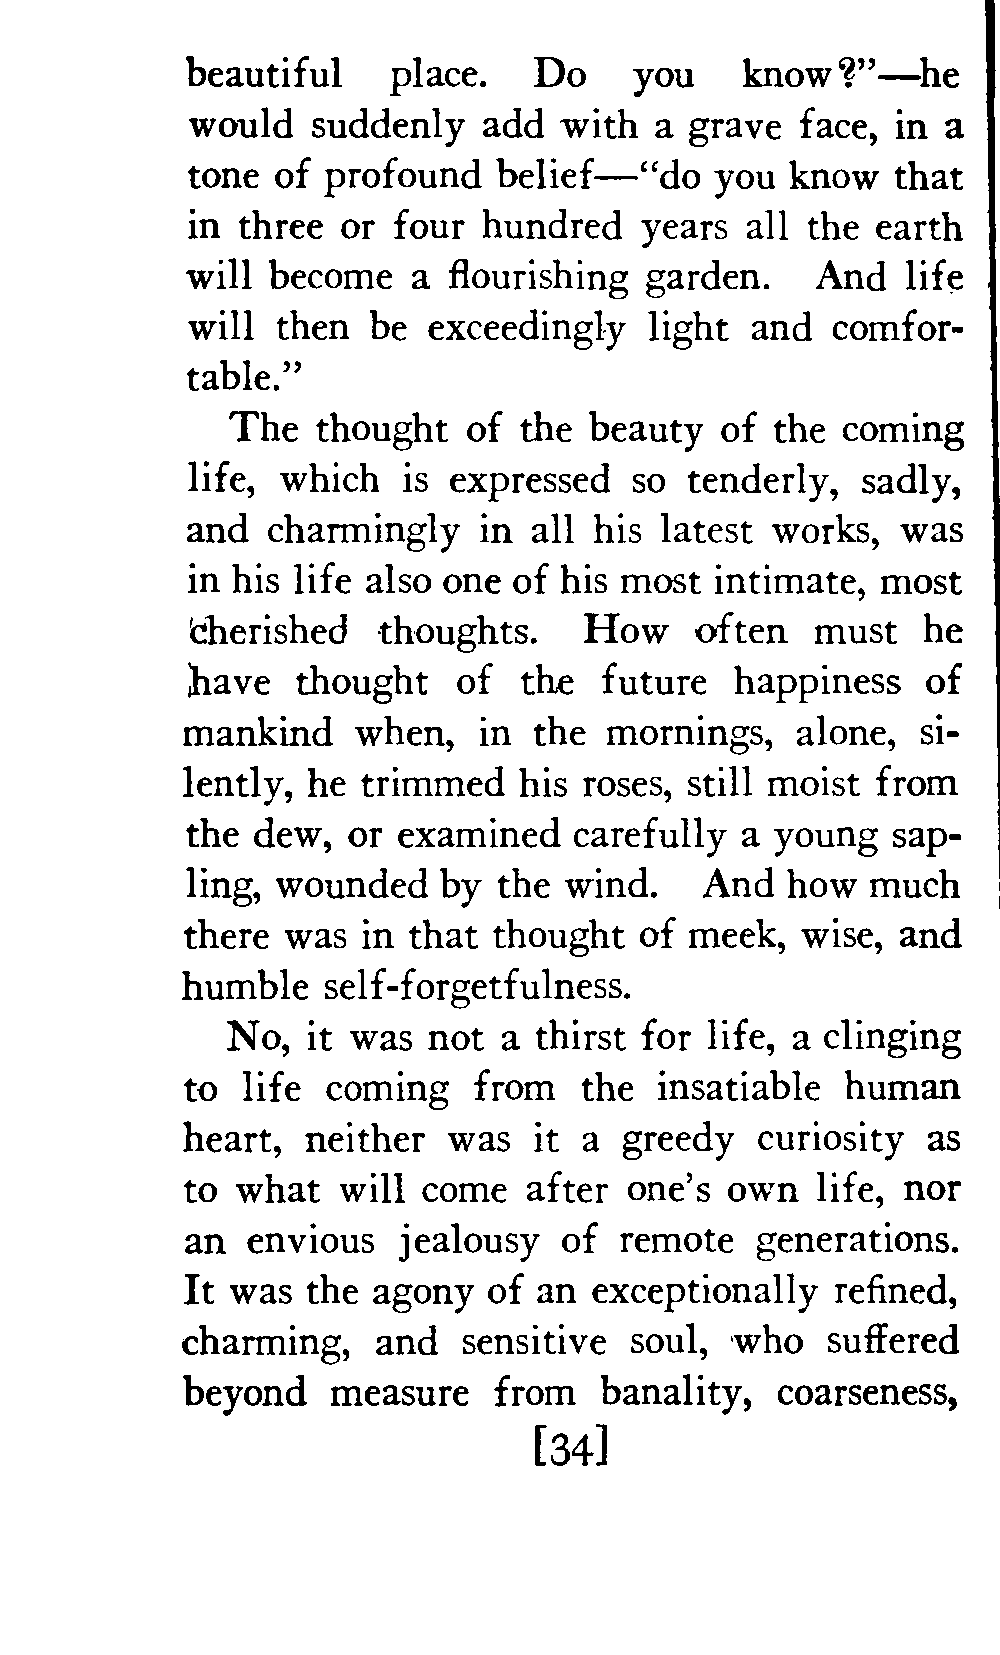 beautiful place. Do you know?"—he
would suddenly add with a grave face, in a
tone of profound belief—"do you know that
in three or four hundred years all the earth
will become a flourishing garden. And life
will then be exceedingly light and comfor-
table."
The thought of the beauty of the coming
life, which is expressed so tenderly, sadly,
and charmingly in all his latest works, was
in his life also one of his most intimate, most
cherished thoughts. How often must he
have thought of the future happiness of
mankind when, in the mornings, alone, si-
lently, he trimmed his roses, still moist from
the dew, or examined carefully a young sap-
ling, wounded by the wind. And how much
there was in that thought of meek, wise, and
humble self-forgetfulness.
No, it was not a thirst for life, a clinging
to life coming from the insatiable human
heart, neither was it a greedy curiosity as
to what will come after one's own life, nor
an envious jealousy of remote generations.
It was the agony of an exceptionally refined,
charming, and sensitive soul, who suffered
beyond measure from banality, coarseness,
[34]